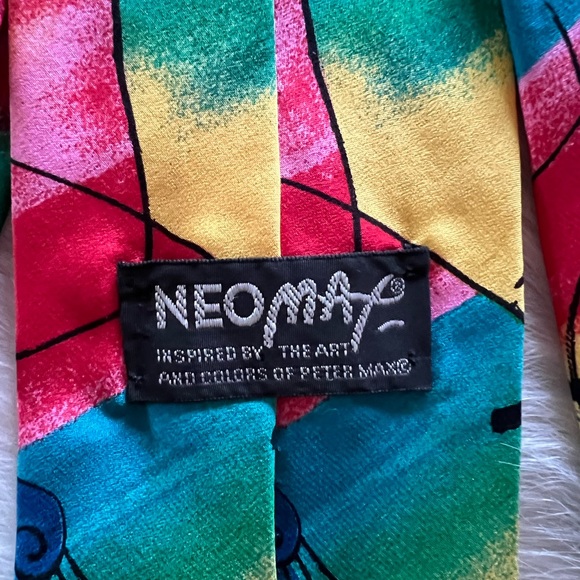 NEOMAX®
INSPIRED BY THE ART
AND COLORS OF PETER MAX®